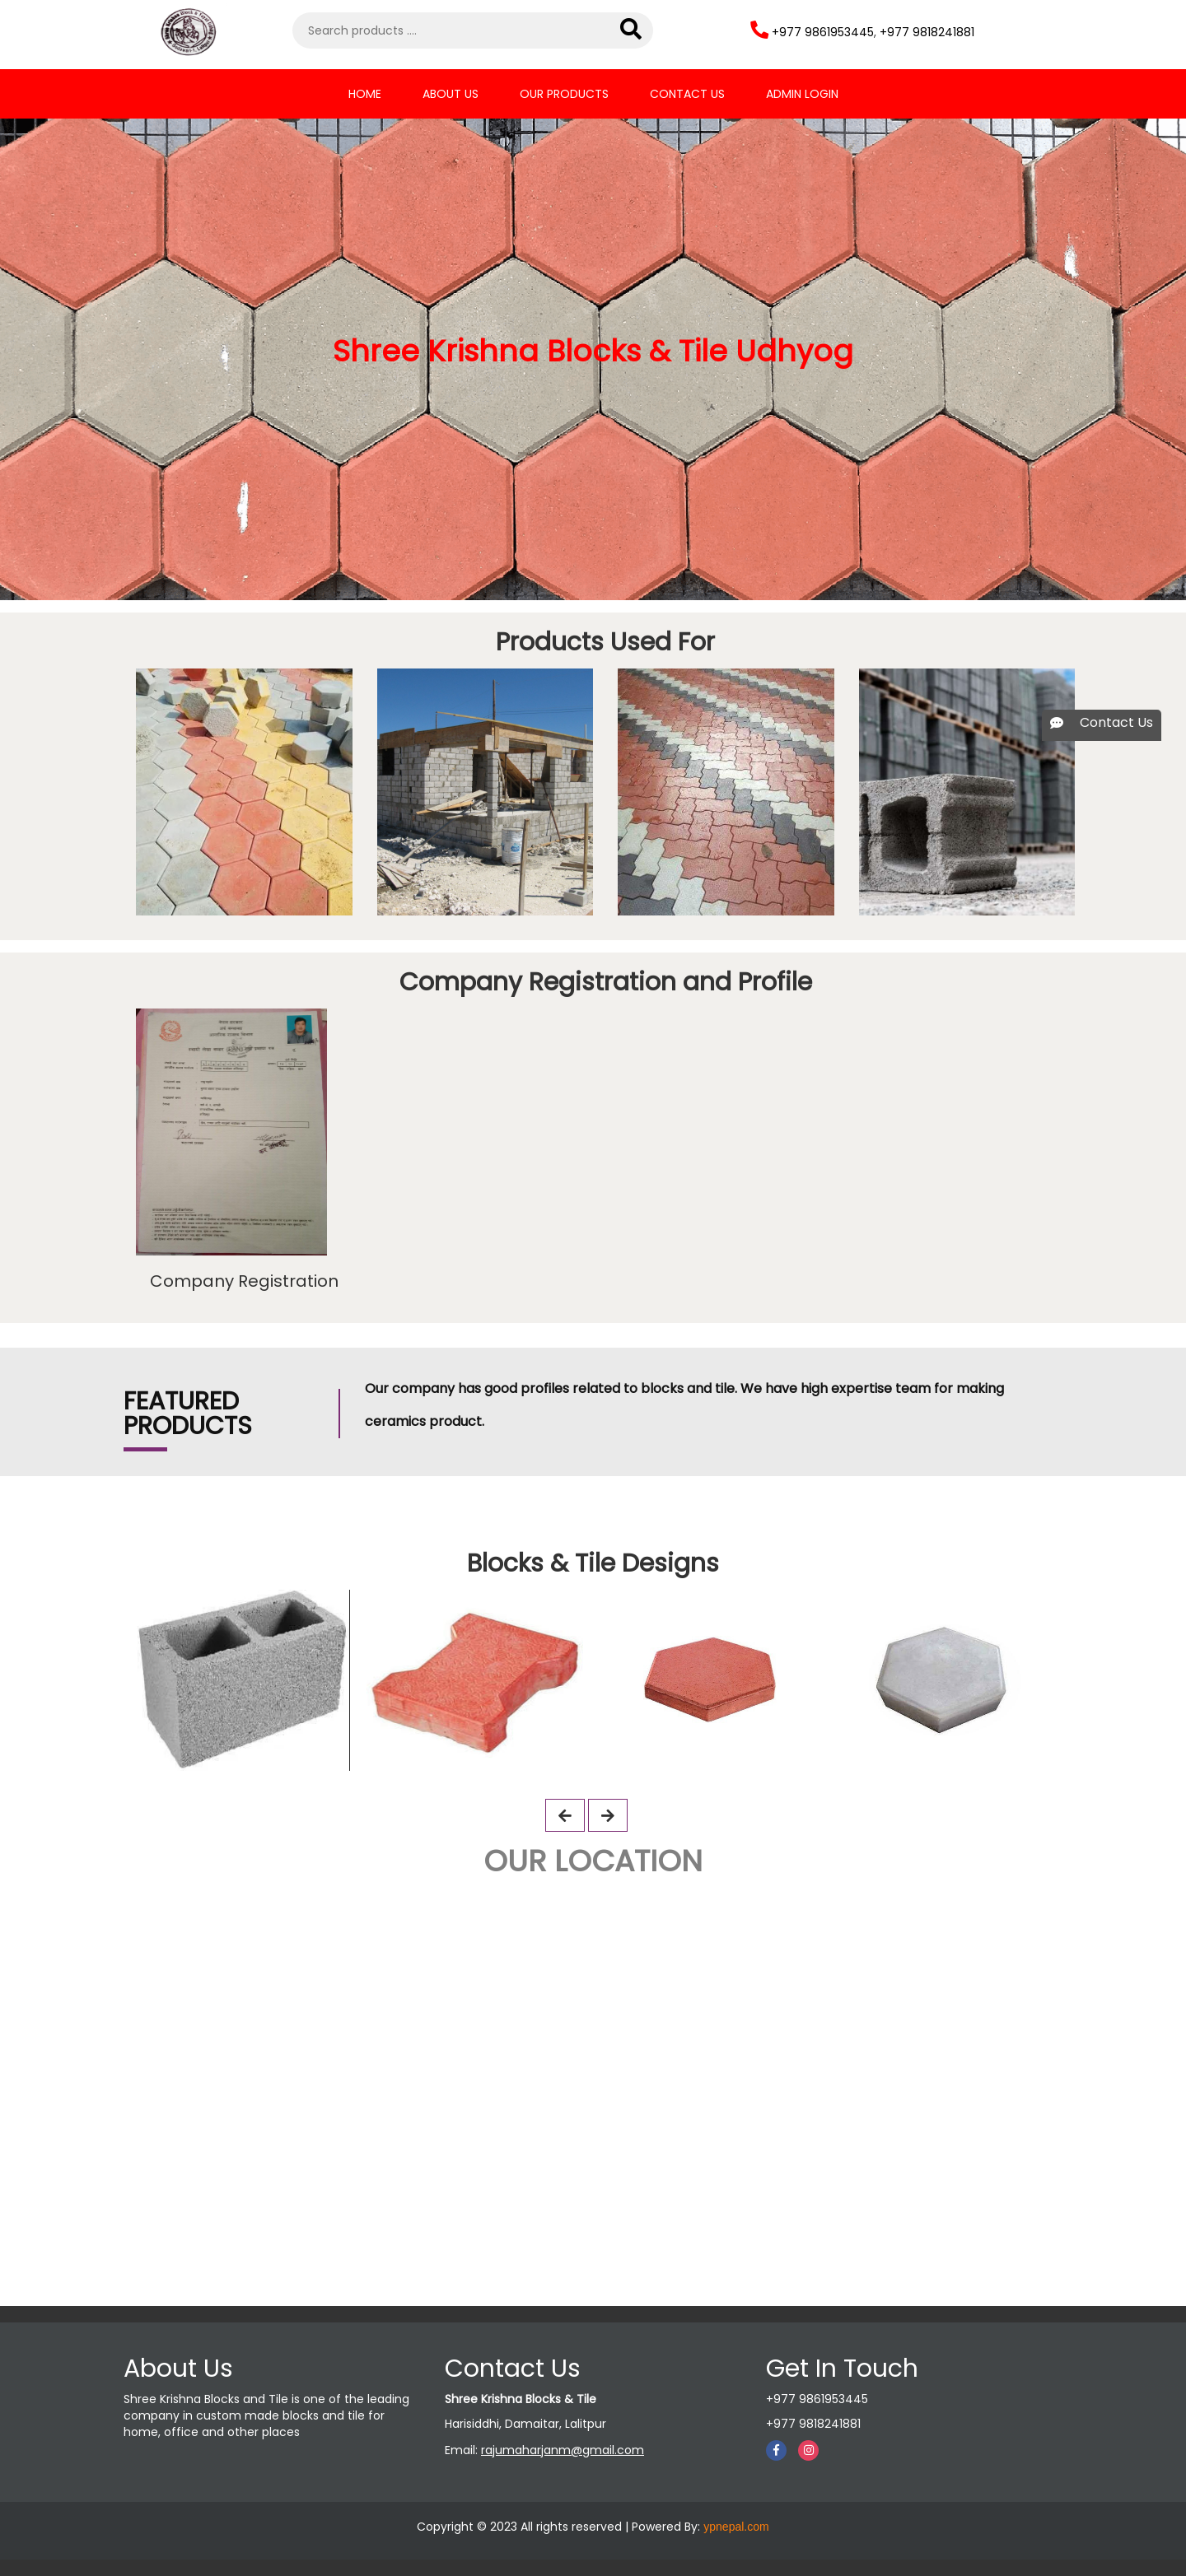 Search products ....
+977 9861953445, +977 9818241881
HOME ABOUT US OUR PRODUCTS CONTACT US ADMIN LOGIN
Shree Krishna Blocks & Tile Udhyog
Products Used For
Contact Us
Company Registration and Profile
Company Registration
FEATURED
PRODUCTS
Our company has good profiles related to blocks and tile. We have high expertise team for making
ceramics product.
Blocks & Tile Designs
OUR LOCATION
About Us
Shree Krishna Blocks and Tile is one of the leading
company in custom made blocks and tile for
home, office and other places
Contact Us
Shree Krishna Blocks & Tile
Harisiddhi, Damaitar, Lalitpur
Email: rajumaharjanm@gmail.com
Get In Touch
+977 9861953445
+977 9818241881
Copyright © 2023 All rights reserved | Powered By: ypnepal.com